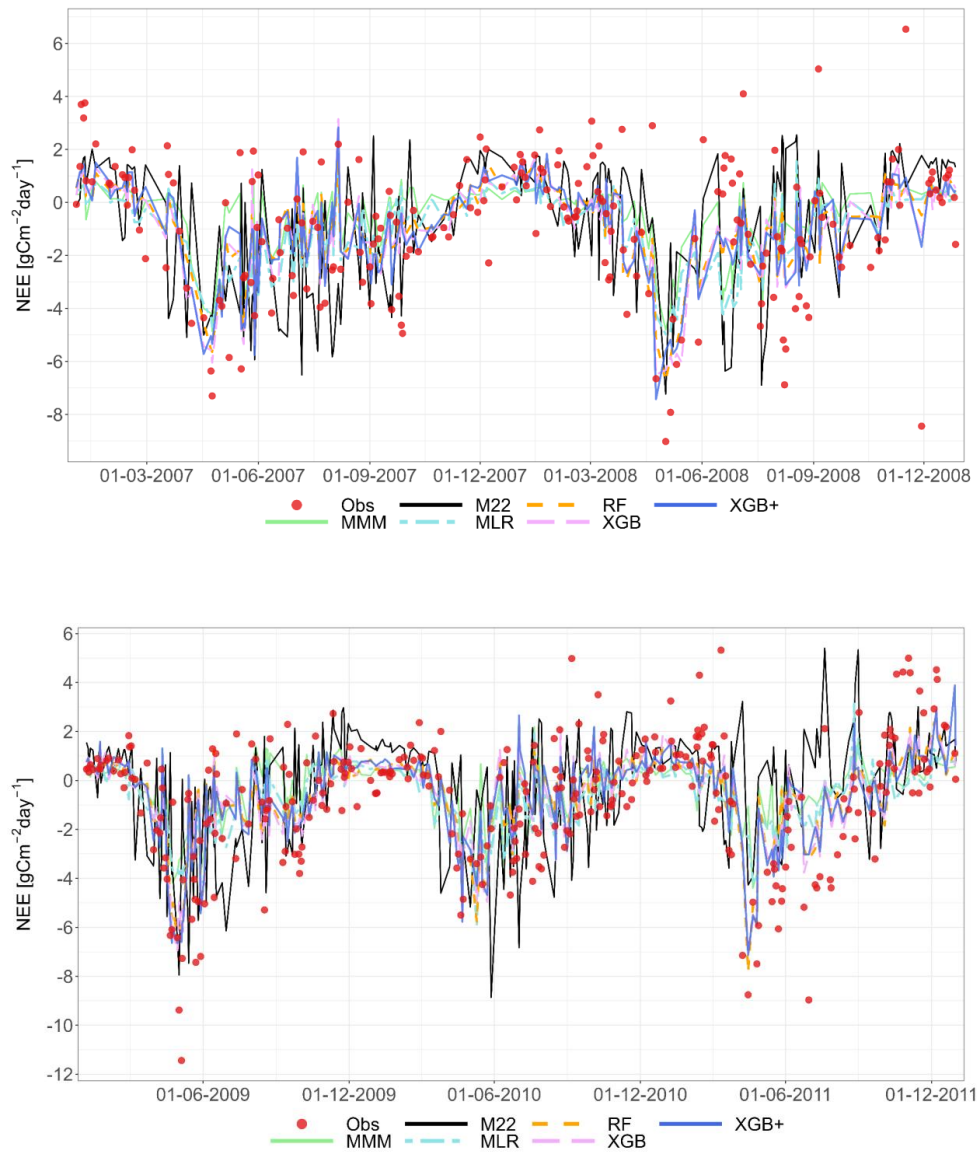 6
4
2
0
-2
-4
-6
-8
NEE [gCm⁻²day⁻¹]
01-03-2007 01-06-2007 01-09-2007 01-12-2007 01-03-2008 01-06-2008 01-09-2008 01-12-2008
Obs M22 RF XGB+
MMM MLR XGB
6
4
2
0
-2
-4
-6
-8
-10
-12
NEE [gCm⁻²day⁻¹]
01-06-2009 01-12-2009 01-06-2010 01-12-2010 01-06-2011 01-12-2011
Obs M22 RF XGB+
MMM MLR XGB